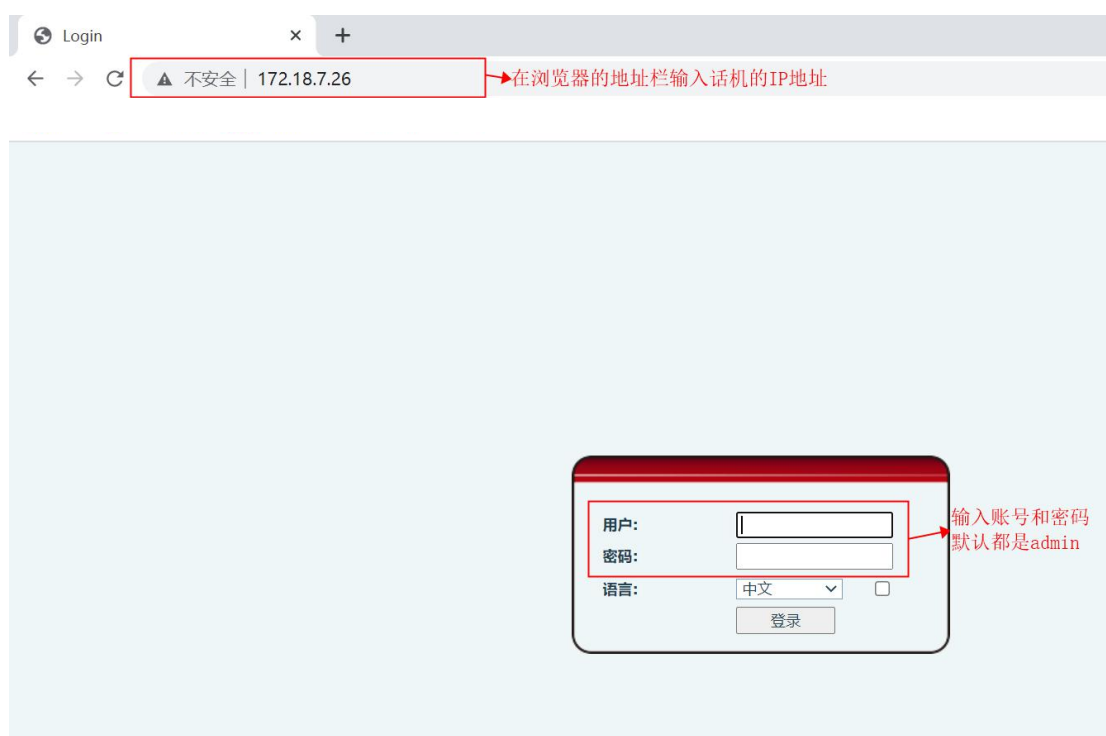 Login
不安全 172.18.7.26
在浏览器的地址栏输入话机的IP地址
用户:
密码:
输入账号和密码
默认都是admin
语言: 中文
登录